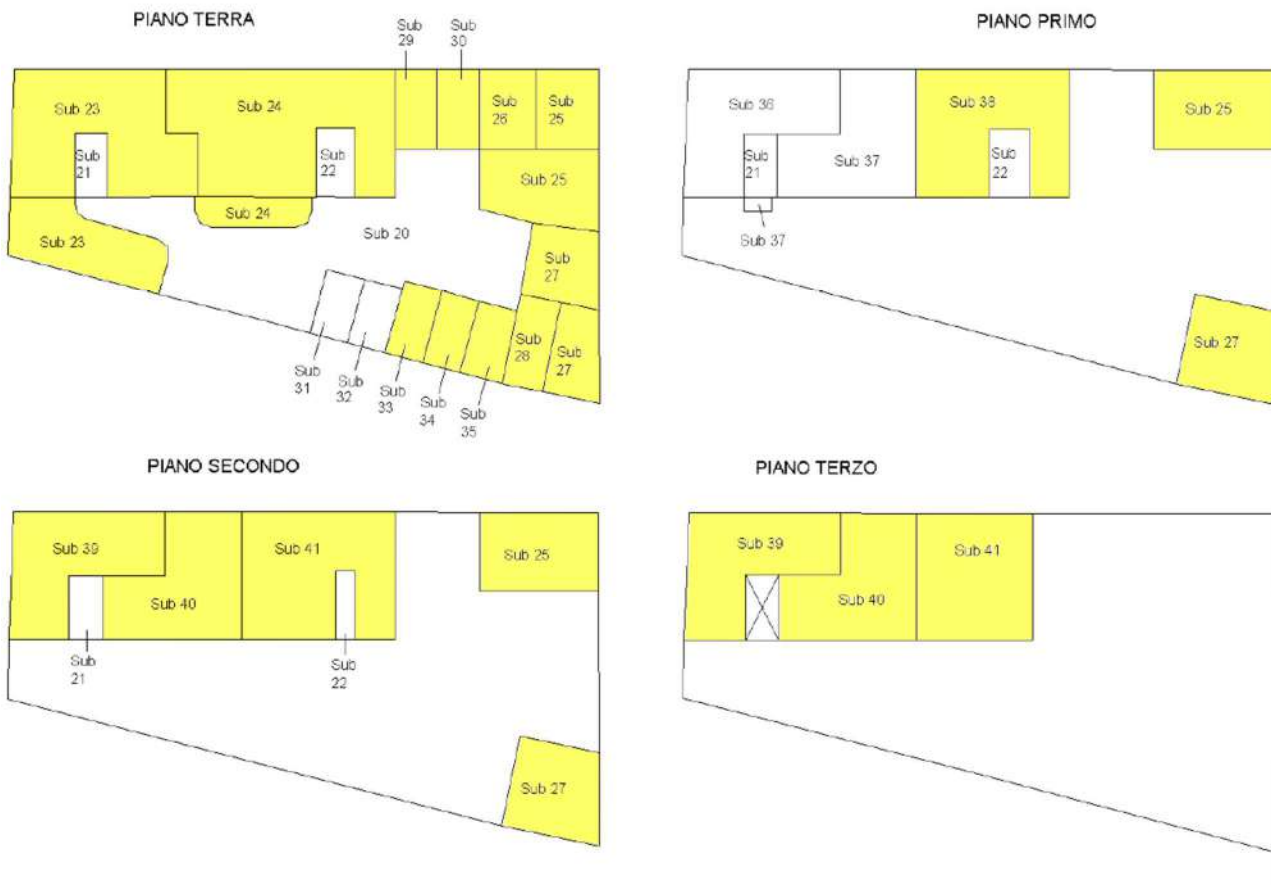 PIANO TERRA
Sub
29
Sub
30
Sub 23
Sub 24
Sub
26
Sub
25
Sub
21
Sub
22
Sub 25
Sub 24
Sub 20
Sub 23
Sub
27
Sub
28
Sub
27
Sub
31
Sub
32
Sub
33
Sub
34
Sub
35
PIANO PRIMO
Sub 36
Sub 38
Sub 25
Sub
21
Sub 37
Sub
22
Sub 37
Sub 27
PIANO SECONDO
Sub 39
Sub 41
Sub 25
Sub 40
Sub
21
Sub
22
Sub 27
PIANO TERZO
Sub 39
Sub 41
Sub 40